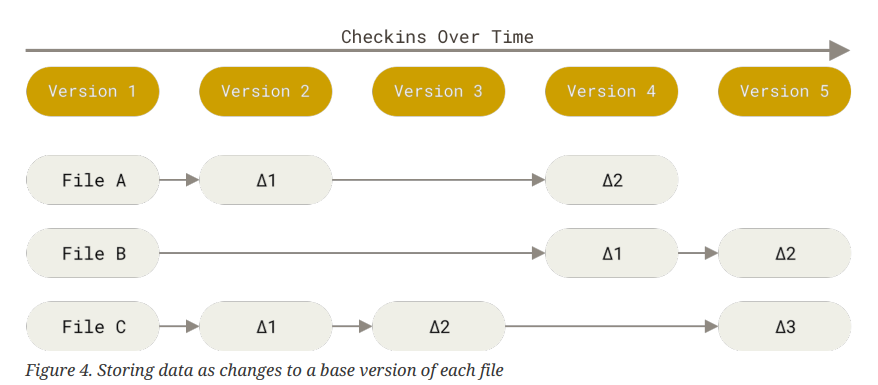 Checkins Over Time
Version 1 Version 2 Version 3 Version 4 Version 5
File A Δ1 Δ2
File B Δ1 Δ2
File C Δ1 Δ2 Δ3
Figure 4. Storing data as changes to a base version of each file